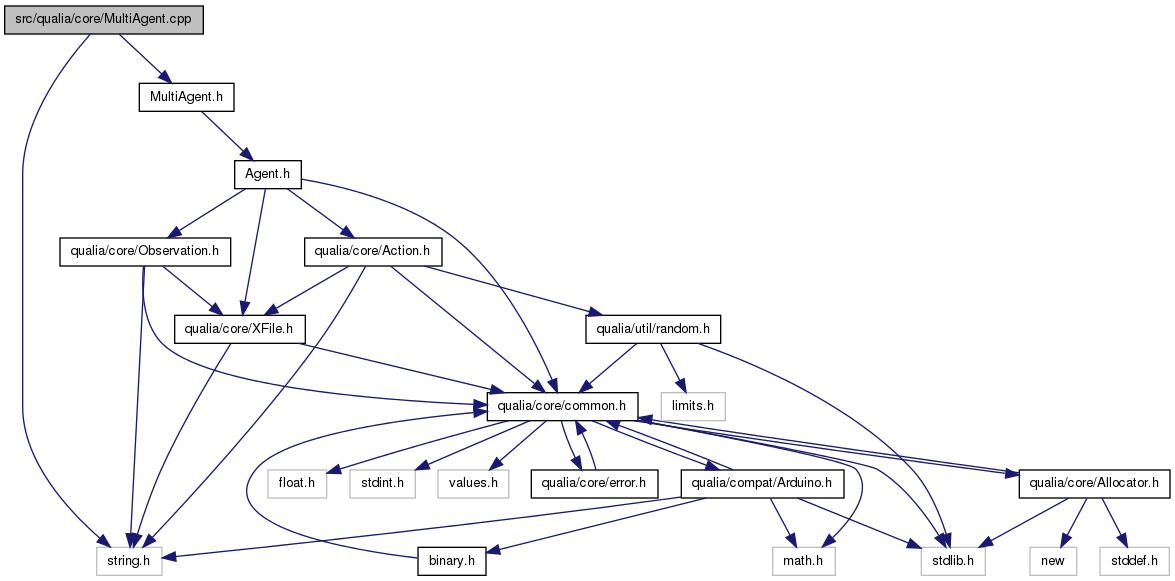 src/qualia/core/MultiAgent.cpp
MultiAgent.h
Agent.h
qualia/core/Observation.h
qualia/core/Action.h
qualia/core/XFile.h
qualia/util/random.h
qualia/core/common.h
limits.h
float.h
stdint.h
values.h
qualia/core/error.h
qualia/compat/Arduino.h
qualia/core/Allocator.h
string.h
binary.h
math.h
stdlib.h
new
stddef.h